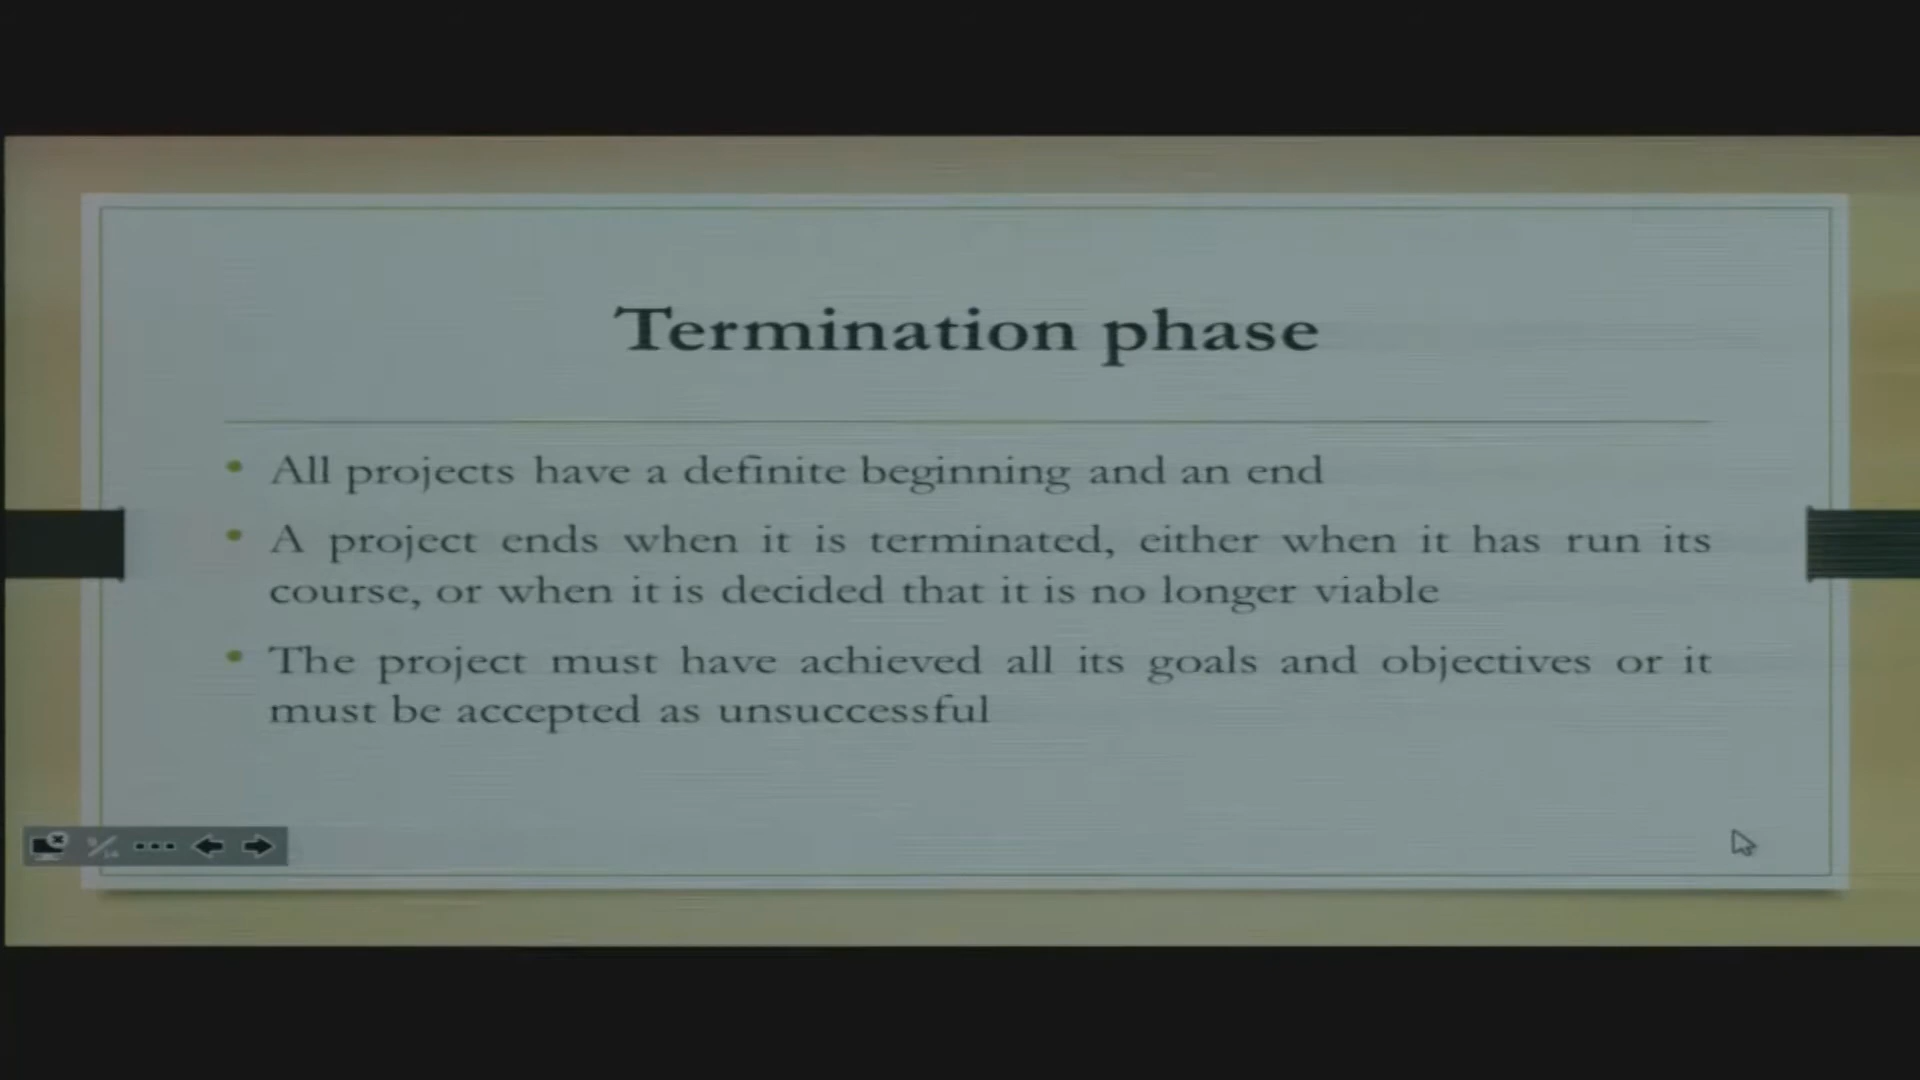 Termination phase
• All projects have a definite beginning and an end
• A project ends when it is terminated, either when it has run its
course, or when it is decided that it is no longer viable
• The project must have achieved all its goals and objectives or it
must be accepted as unsuccessful